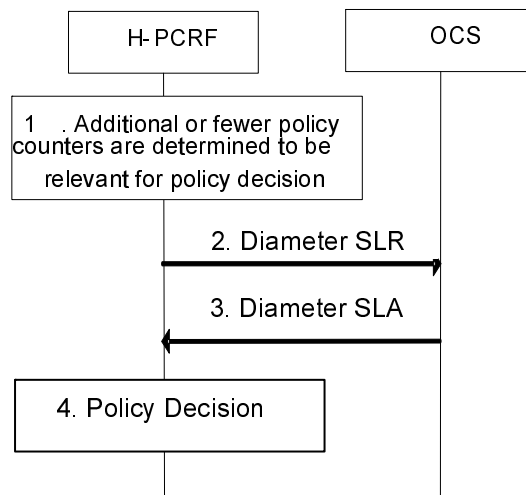 H-PCRF
OCS
1 . Additional or fewer policy
counters are determined to be
relevant for policy decision
2. Diameter SLR
3. Diameter SLA
4. Policy Decision